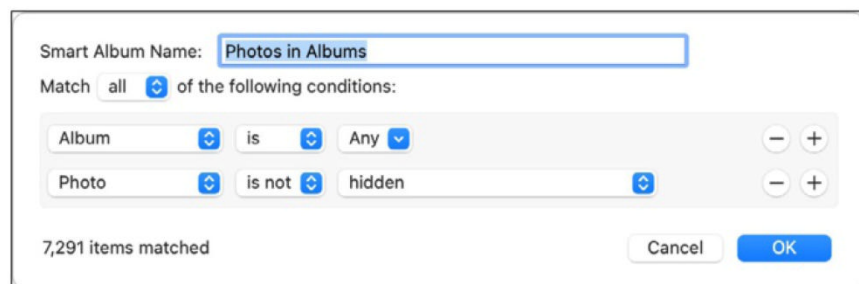 Smart Album Name: Photos in Albums
Match all of the following conditions:
Album is Any
Photo is not hidden
7,291 items matched Cancel OK